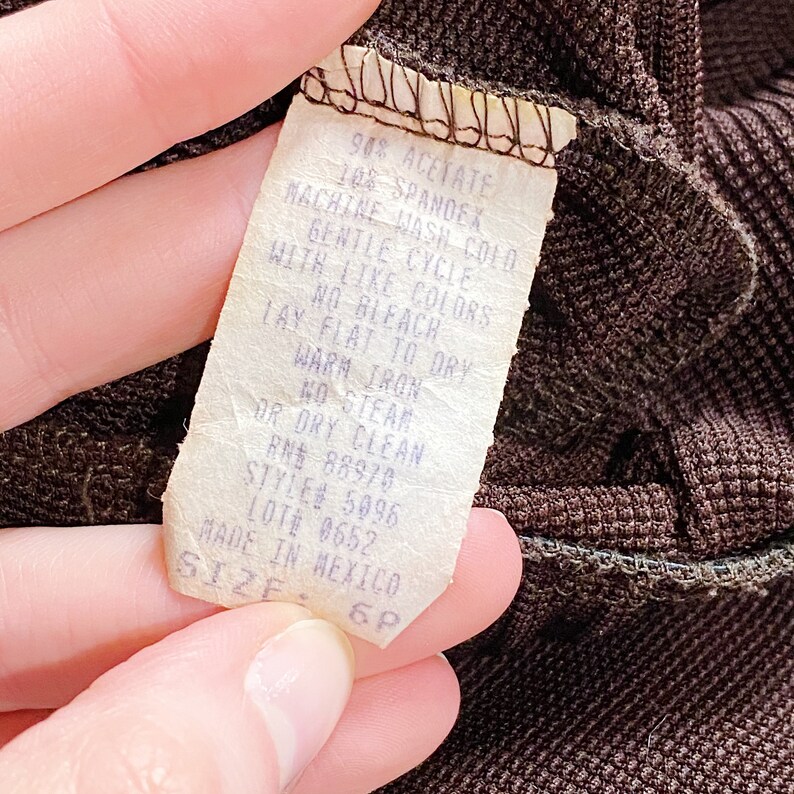 90% ACETATE
10% SPANDEX
MACHINE WASH COLD
GENTLE CYCLE
WITH LIKE COLORS
NO BLEACH
LAY FLAT TO DRY
WARM IRON
NO STEAM
OR DRY CLEAN
RN# 88970
STYLE# 5096
LOT# 0652
MADE IN MEXICO
SIZE: 6P